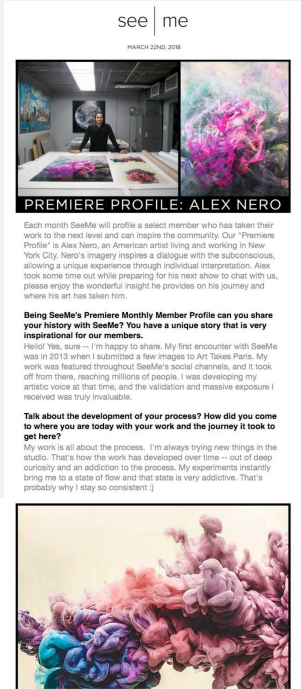 see | me
MARCH 22ND, 2018
PREMIERE PROFILE: ALEX NERO
Each month SeeMe will profile a select member who has taken their
work to the next level and can inspire the community. Our "Premiere
Profile" is Alex Nero, an American artist living and working in New
York City. Nero's imagery inspires a dialogue with the subconscious,
allowing a unique experience through individual interpretation. Alex
took some time out while preparing for his next show to chat with us,
please enjoy the wonderful insight he provides on his journey and
where his art has taken him.
Being SeeMe's Premiere Monthly Member Profile can you share
your history with SeeMe? You have a unique story that is very
inspirational for our members.
Hello! Yes, sure -- I'm happy to share. My first encounter with SeeMe
was in 2013 when I submitted a few images to Art Takes Paris. My
work was featured throughout SeeMe's social channels, and it took
off from there, reaching millions of people. I was developing my
artistic voice at that time, and the validation and massive exposure I
received was truly invaluable.
Talk about the development of your process? How did you come
to where you are today with your work and the journey it took to
get here?
My work is all about the process.  I'm always trying new things in the
studio. That's how the work has developed over time -- out of deep
curiosity and an addiction to the process. My experiments instantly
bring me to a state of flow and that state is very addictive. That's
probably why I stay so consistent :)